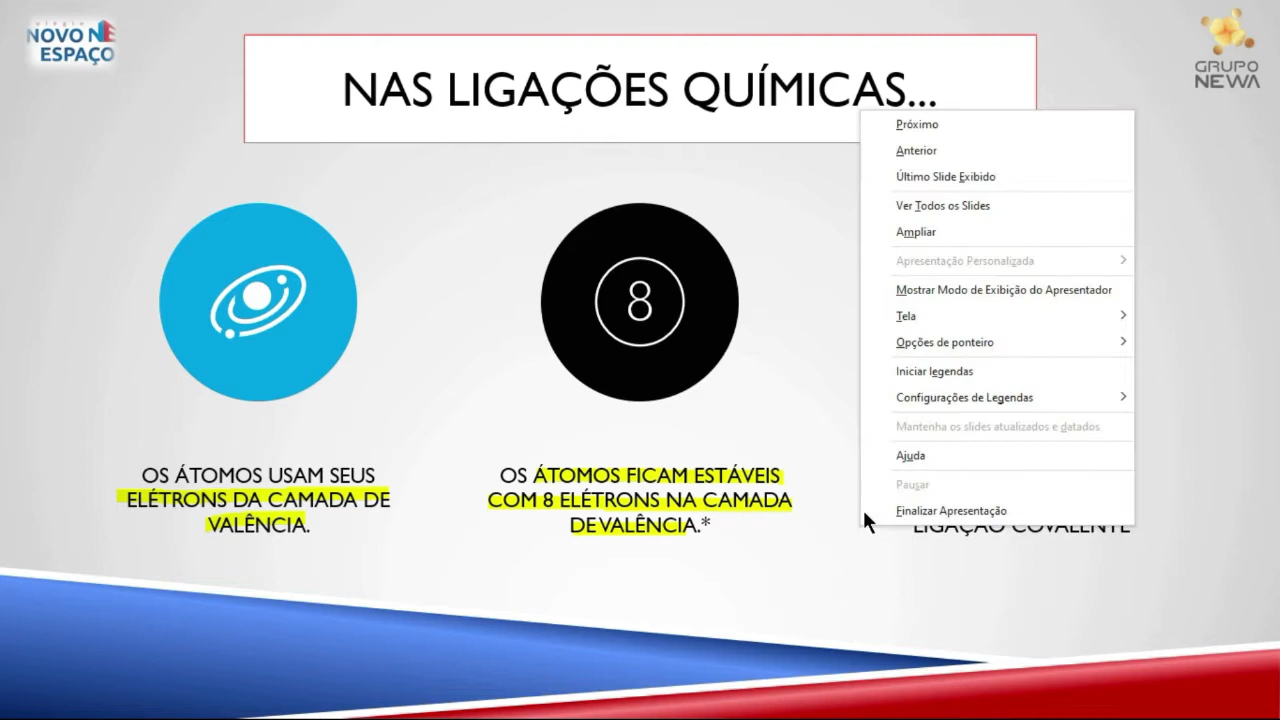 NOVO NE
ESPAÇO
GRUPO
NEWA
NAS LIGAÇÕES QUÍMICAS...
8
OS ÁTOMOS USAM SEUS
ELÉTRONS DA CAMADA DE
VALÊNCIA.
OS ÁTOMOS FICAM ESTÁVEIS
COM 8 ELÉTRONS NA CAMADA
DE VALÊNCIA.*
Próximo
Anterior
Último Slide Exibido
Ver Todos os Slides
Ampliar
Apresentação Personalizada
Mostrar Modo de Exibição do Apresentador
Tela
Opções de ponteiro
Iniciar legendas
Configurações de Legendas
Mantenha os slides atualizados e datados
Ajuda
Pausar
Finalizar Apresentação
LIGAÇÃO COVALENTE